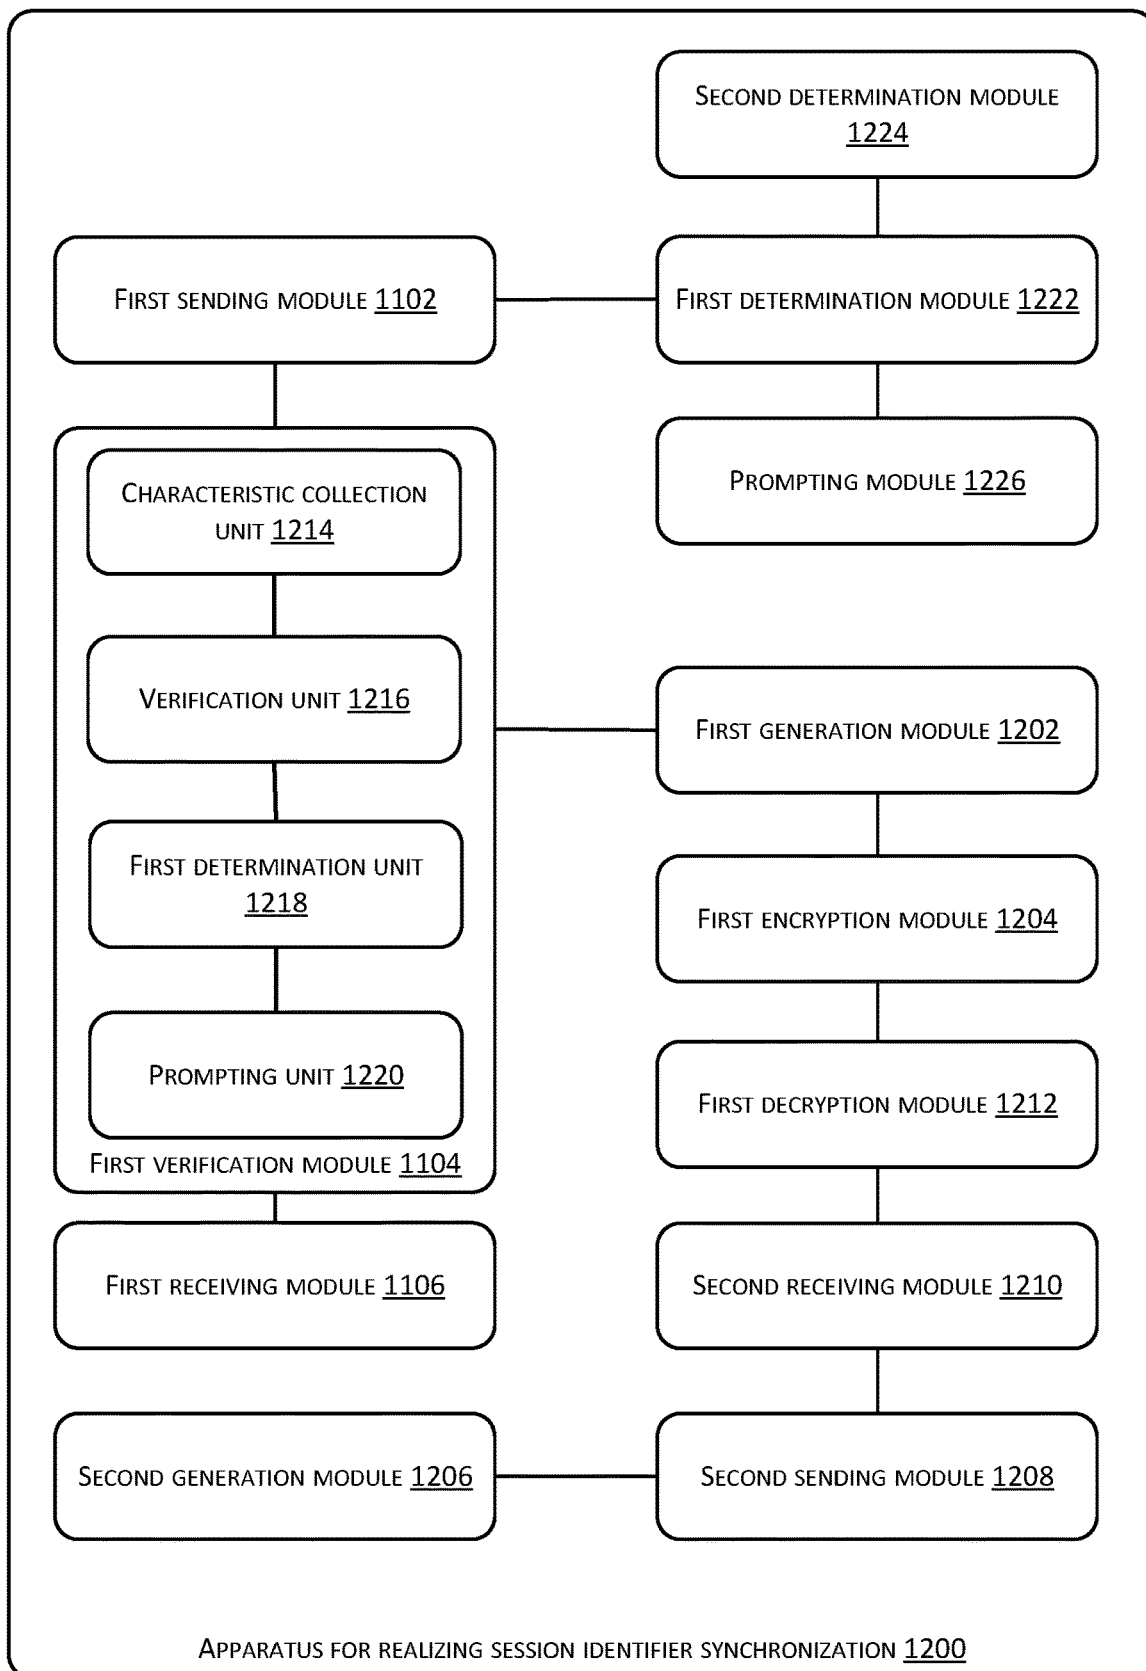 SECOND DETERMINATION MODULE
1224
FIRST SENDING MODULE 1102
FIRST DETERMINATION MODULE 1222
PROMPTING MODULE 1226
CHARACTERISTIC COLLECTION
UNIT 1214
VERIFICATION UNIT 1216
FIRST DETERMINATION UNIT
1218
PROMPTING UNIT 1220
FIRST VERIFICATION MODULE 1104
FIRST GENERATION MODULE 1202
FIRST ENCRYPTION MODULE 1204
FIRST DECRYPTION MODULE 1212
FIRST RECEIVING MODULE 1106
SECOND RECEIVING MODULE 1210
SECOND GENERATION MODULE 1206
SECOND SENDING MODULE 1208
APPARATUS FOR REALIZING SESSION IDENTIFIER SYNCHRONIZATION 1200